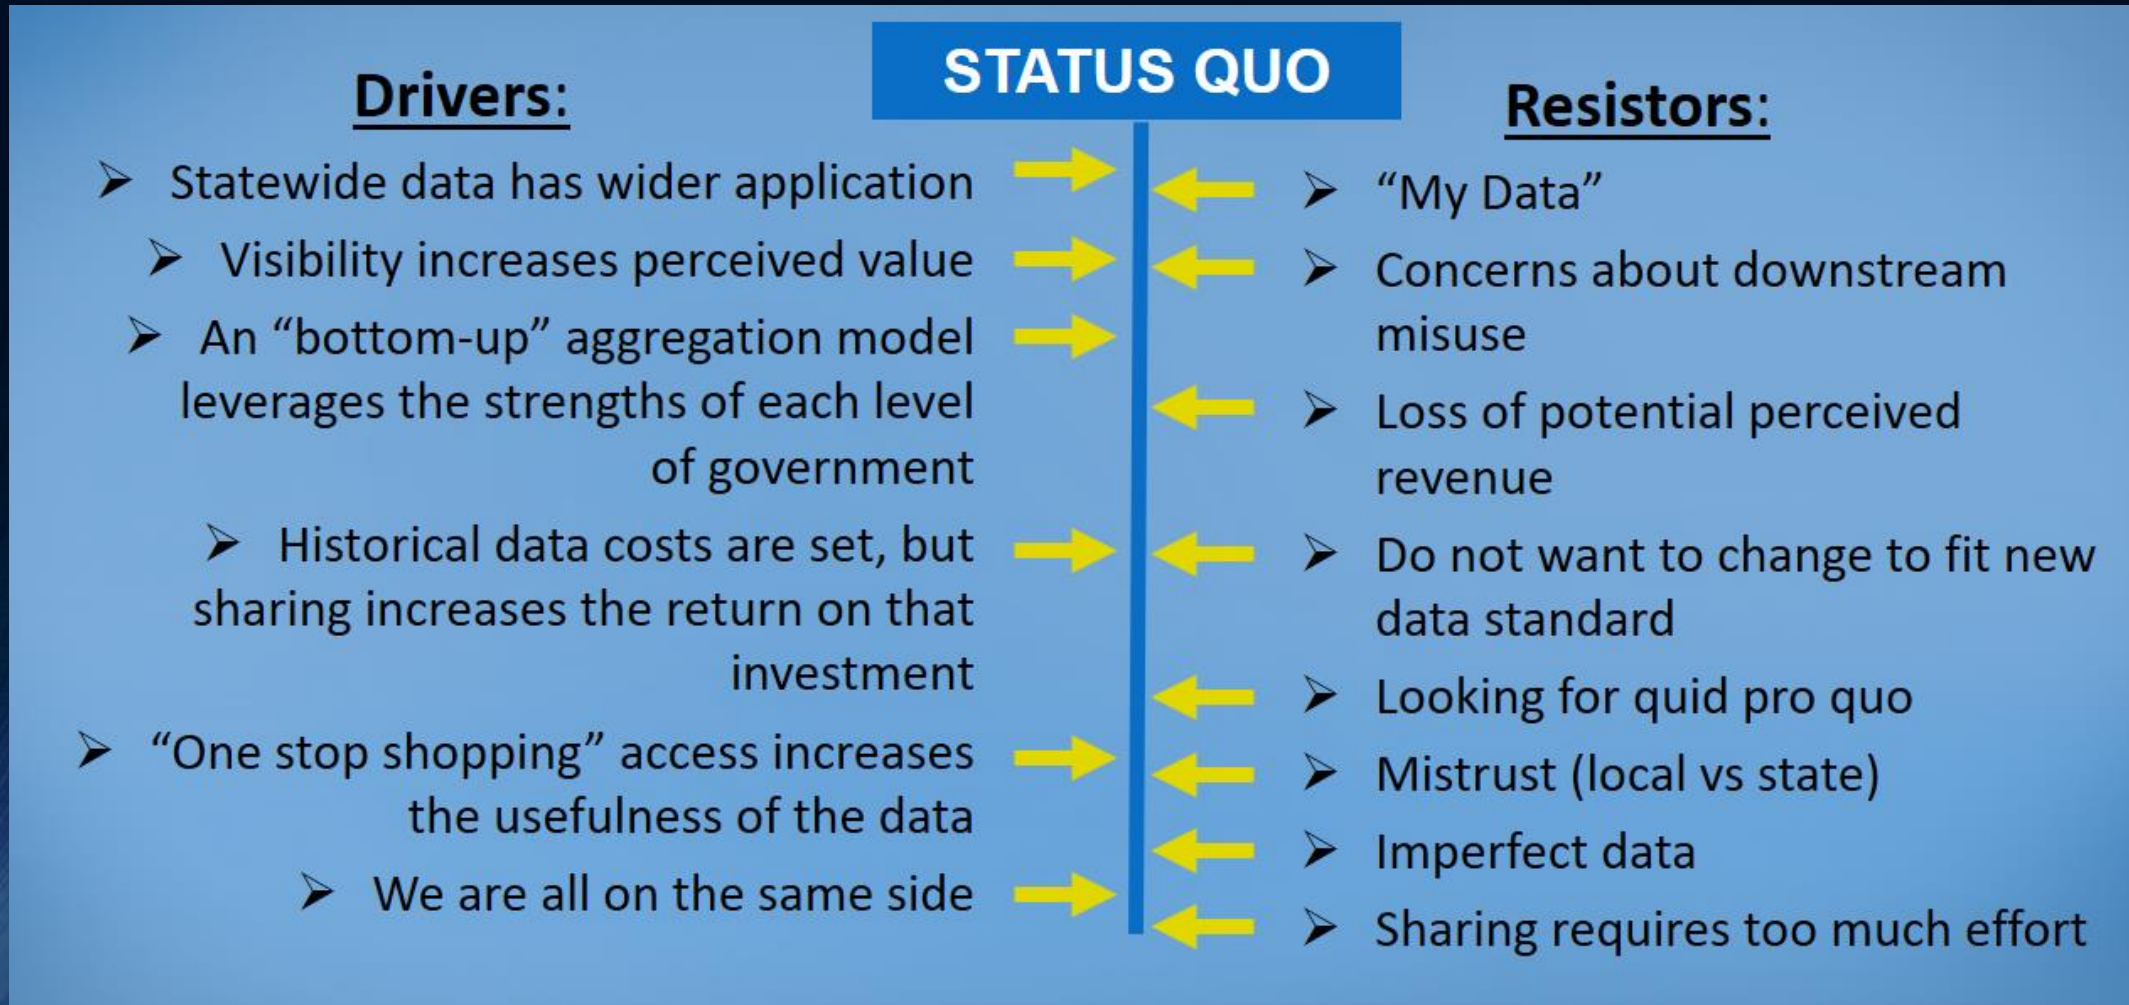 STATUS QUO
Drivers:
➢ Statewide data has wider application
➢ Visibility increases perceived value
➢ An “bottom-up” aggregation model
leverages the strengths of each level
of government
➢ Historical data costs are set, but
sharing increases the return on that
investment
➢ “One stop shopping” access increases
the usefulness of the data
➢ We are all on the same side
Resistors:
➢ “My Data”
➢ Concerns about downstream
misuse
➢ Loss of potential perceived
revenue
➢ Do not want to change to fit new
data standard
➢ Looking for quid pro quo
➢ Mistrust (local vs state)
➢ Imperfect data
➢ Sharing requires too much effort